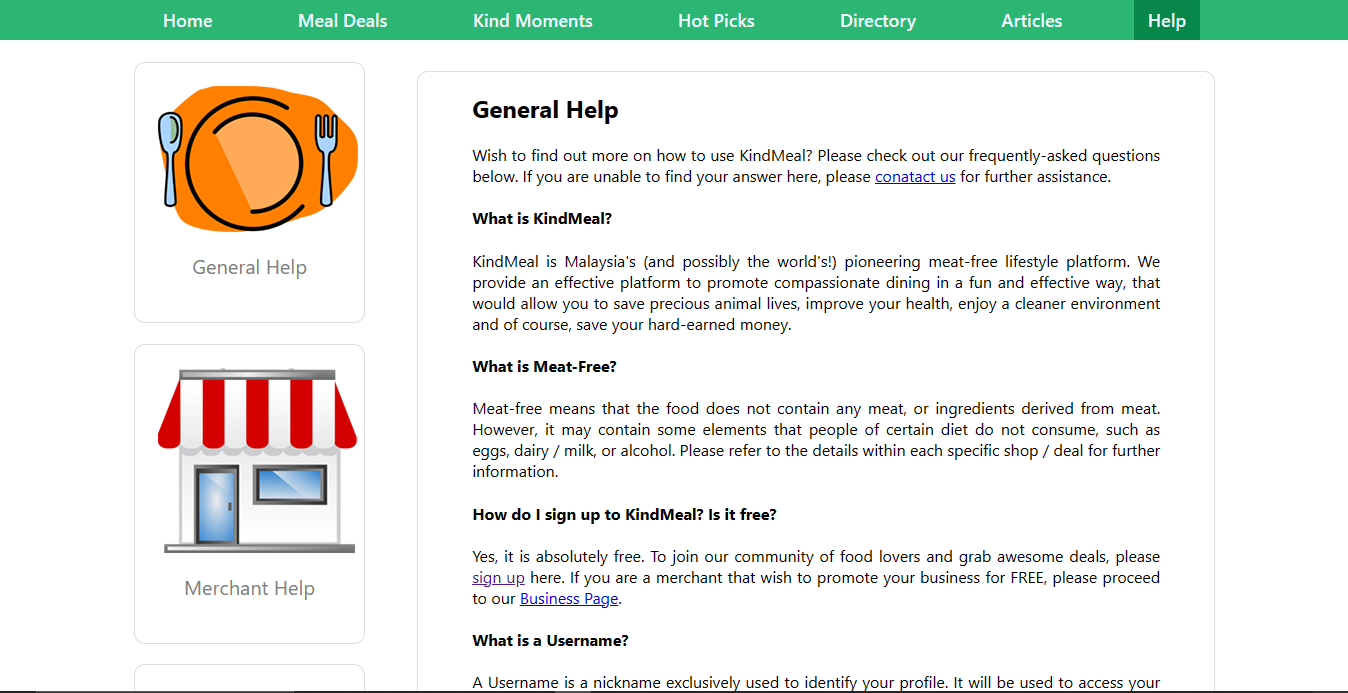 Home Meal Deals Kind Moments Hot Picks Directory Articles Help
General Help
Merchant Help
General Help
Wish to find out more on how to use KindMeal? Please check out our frequently-asked questions
below. If you are unable to find your answer here, please conatact us for further assistance.
What is KindMeal?
KindMeal is Malaysia's (and possibly the world's!) pioneering meat-free lifestyle platform. We
provide an effective platform to promote compassionate dining in a fun and effective way, that
would allow you to save precious animal lives, improve your health, enjoy a cleaner environment
and of course, save your hard-earned money.
What is Meat-Free?
Meat-free means that the food does not contain any meat, or ingredients derived from meat.
However, it may contain some elements that people of certain diet do not consume, such as
eggs, dairy / milk, or alcohol. Please refer to the details within each specific shop / deal for further
information.
How do I sign up to KindMeal? Is it free?
Yes, it is absolutely free. To join our community of food lovers and grab awesome deals, please
sign up here. If you are a merchant that wish to promote your business for FREE, please proceed
to our Business Page.
What is a Username?
A Username is a nickname exclusively used to identify your profile. It will be used to access your